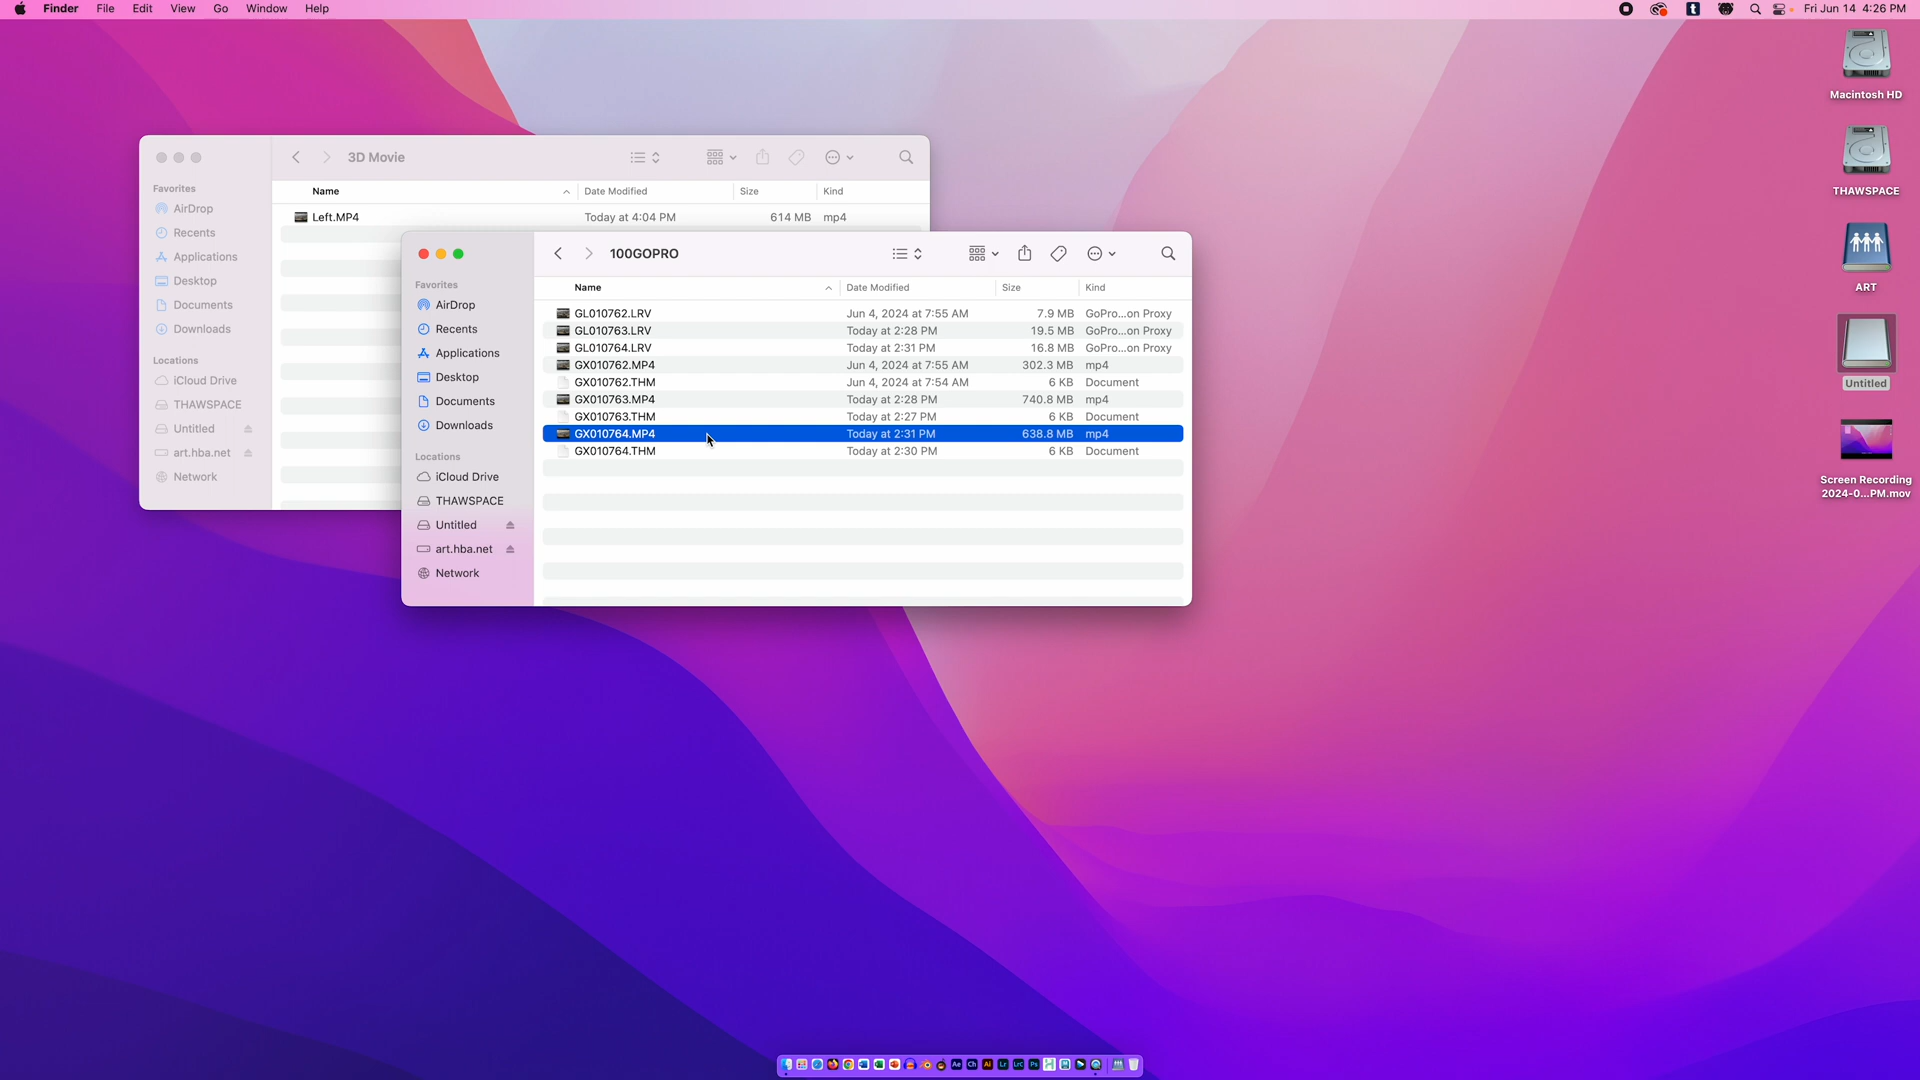 Finder File Edit View Go Window Help Fri Jun 14 4:26 PM
Macintosh HD
THAWSPACE
ART
Untitled
Screen Recording
2024-0...PM.mov
3D Movie
Favorites
AirDrop
Recents
Applications
Desktop
Documents
Downloads
Locations
iCloud Drive
THAWSPACE
Untitled
art.hba.net
Network
Name Date Modified Size Kind
Left.MP4 Today at 4:04 PM 614 MB mp4
100GOPRO
Favorites
AirDrop
Recents
Applications
Desktop
Documents
Downloads
Locations
iCloud Drive
THAWSPACE
Untitled
art.hba.net
Network
Name Date Modified Size Kind
GL010762.LRV Jun 4, 2024 at 7:55 AM 7.9 MB GoPro...on Proxy
GL010763.LRV Today at 2:28 PM 19.5 MB GoPro...on Proxy
GL010764.LRV Today at 2:31 PM 16.8 MB GoPro...on Proxy
GX010762.MP4 Jun 4, 2024 at 7:55 AM 302.3 MB mp4
GX010762.THM Jun 4, 2024 at 7:54 AM 6 KB Document
GX010763.MP4 Today at 2:28 PM 740.8 MB mp4
GX010763.THM Today at 2:27 PM 6 KB Document
GX010764.MP4 Today at 2:31 PM 638.8 MB mp4
GX010764.THM Today at 2:30 PM 6 KB Document
Ae Ch Ai Lr LrC Ps